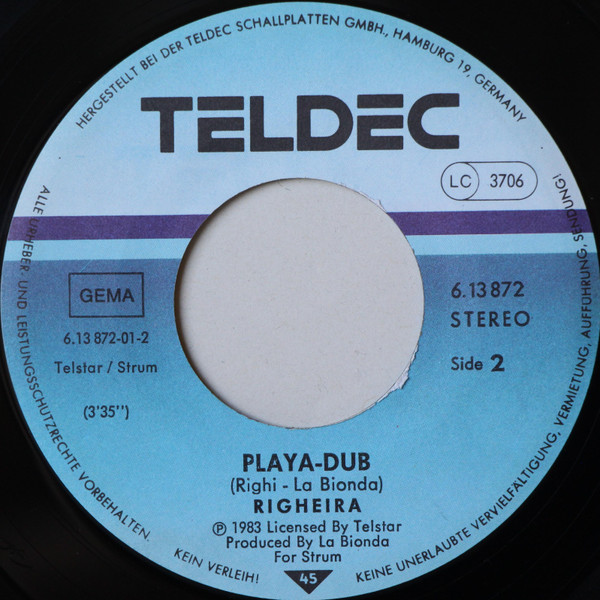 HERGESTELLT BEI DER TELDEC SCHALLPLATTEN GMBH., HAMBURG 19, GERMANY
TELDEC
LC 3706
GEMA
6.13 872-01-2
Telstar / Strum
(3'35'')
6.13 872
STEREO
Side 2
PLAYA-DUB
(Righi - La Bionda)
RIGHEIRA
℗ 1983 Licensed By Telstar
Produced By La Bionda
For Strum
45
ALLE URHEBER- UND LEISTUNGSSCHUTZRECHTE VORBEHALTEN.
KEIN VERLEIH!
KEINE UNERLAUBTE VERVIELFÄLTIGUNG, VERMIETUNG, AUFFÜHRUNG, SENDUNG!